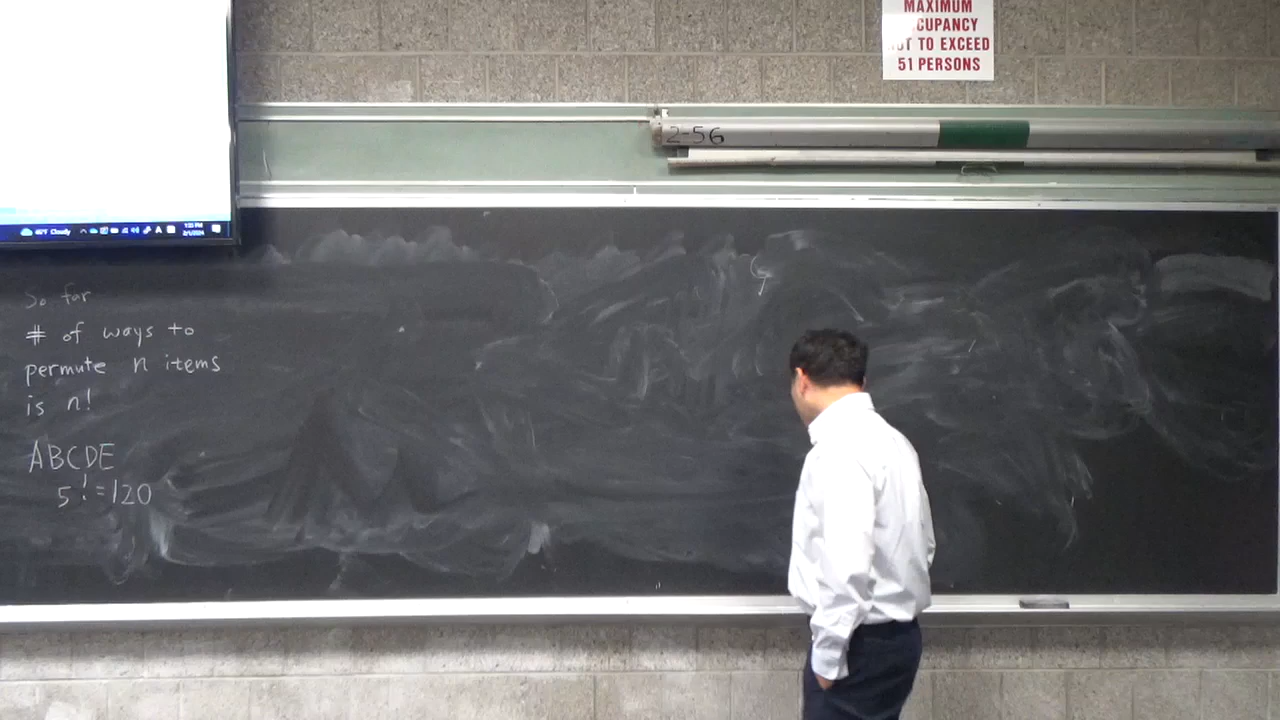 MAXIMUM
CUPANCY
T TO EXCEED
51 PERSONS
2-56
Cloudy
So far
# of ways to
permute n items
is n!
ABCDE
5!=120